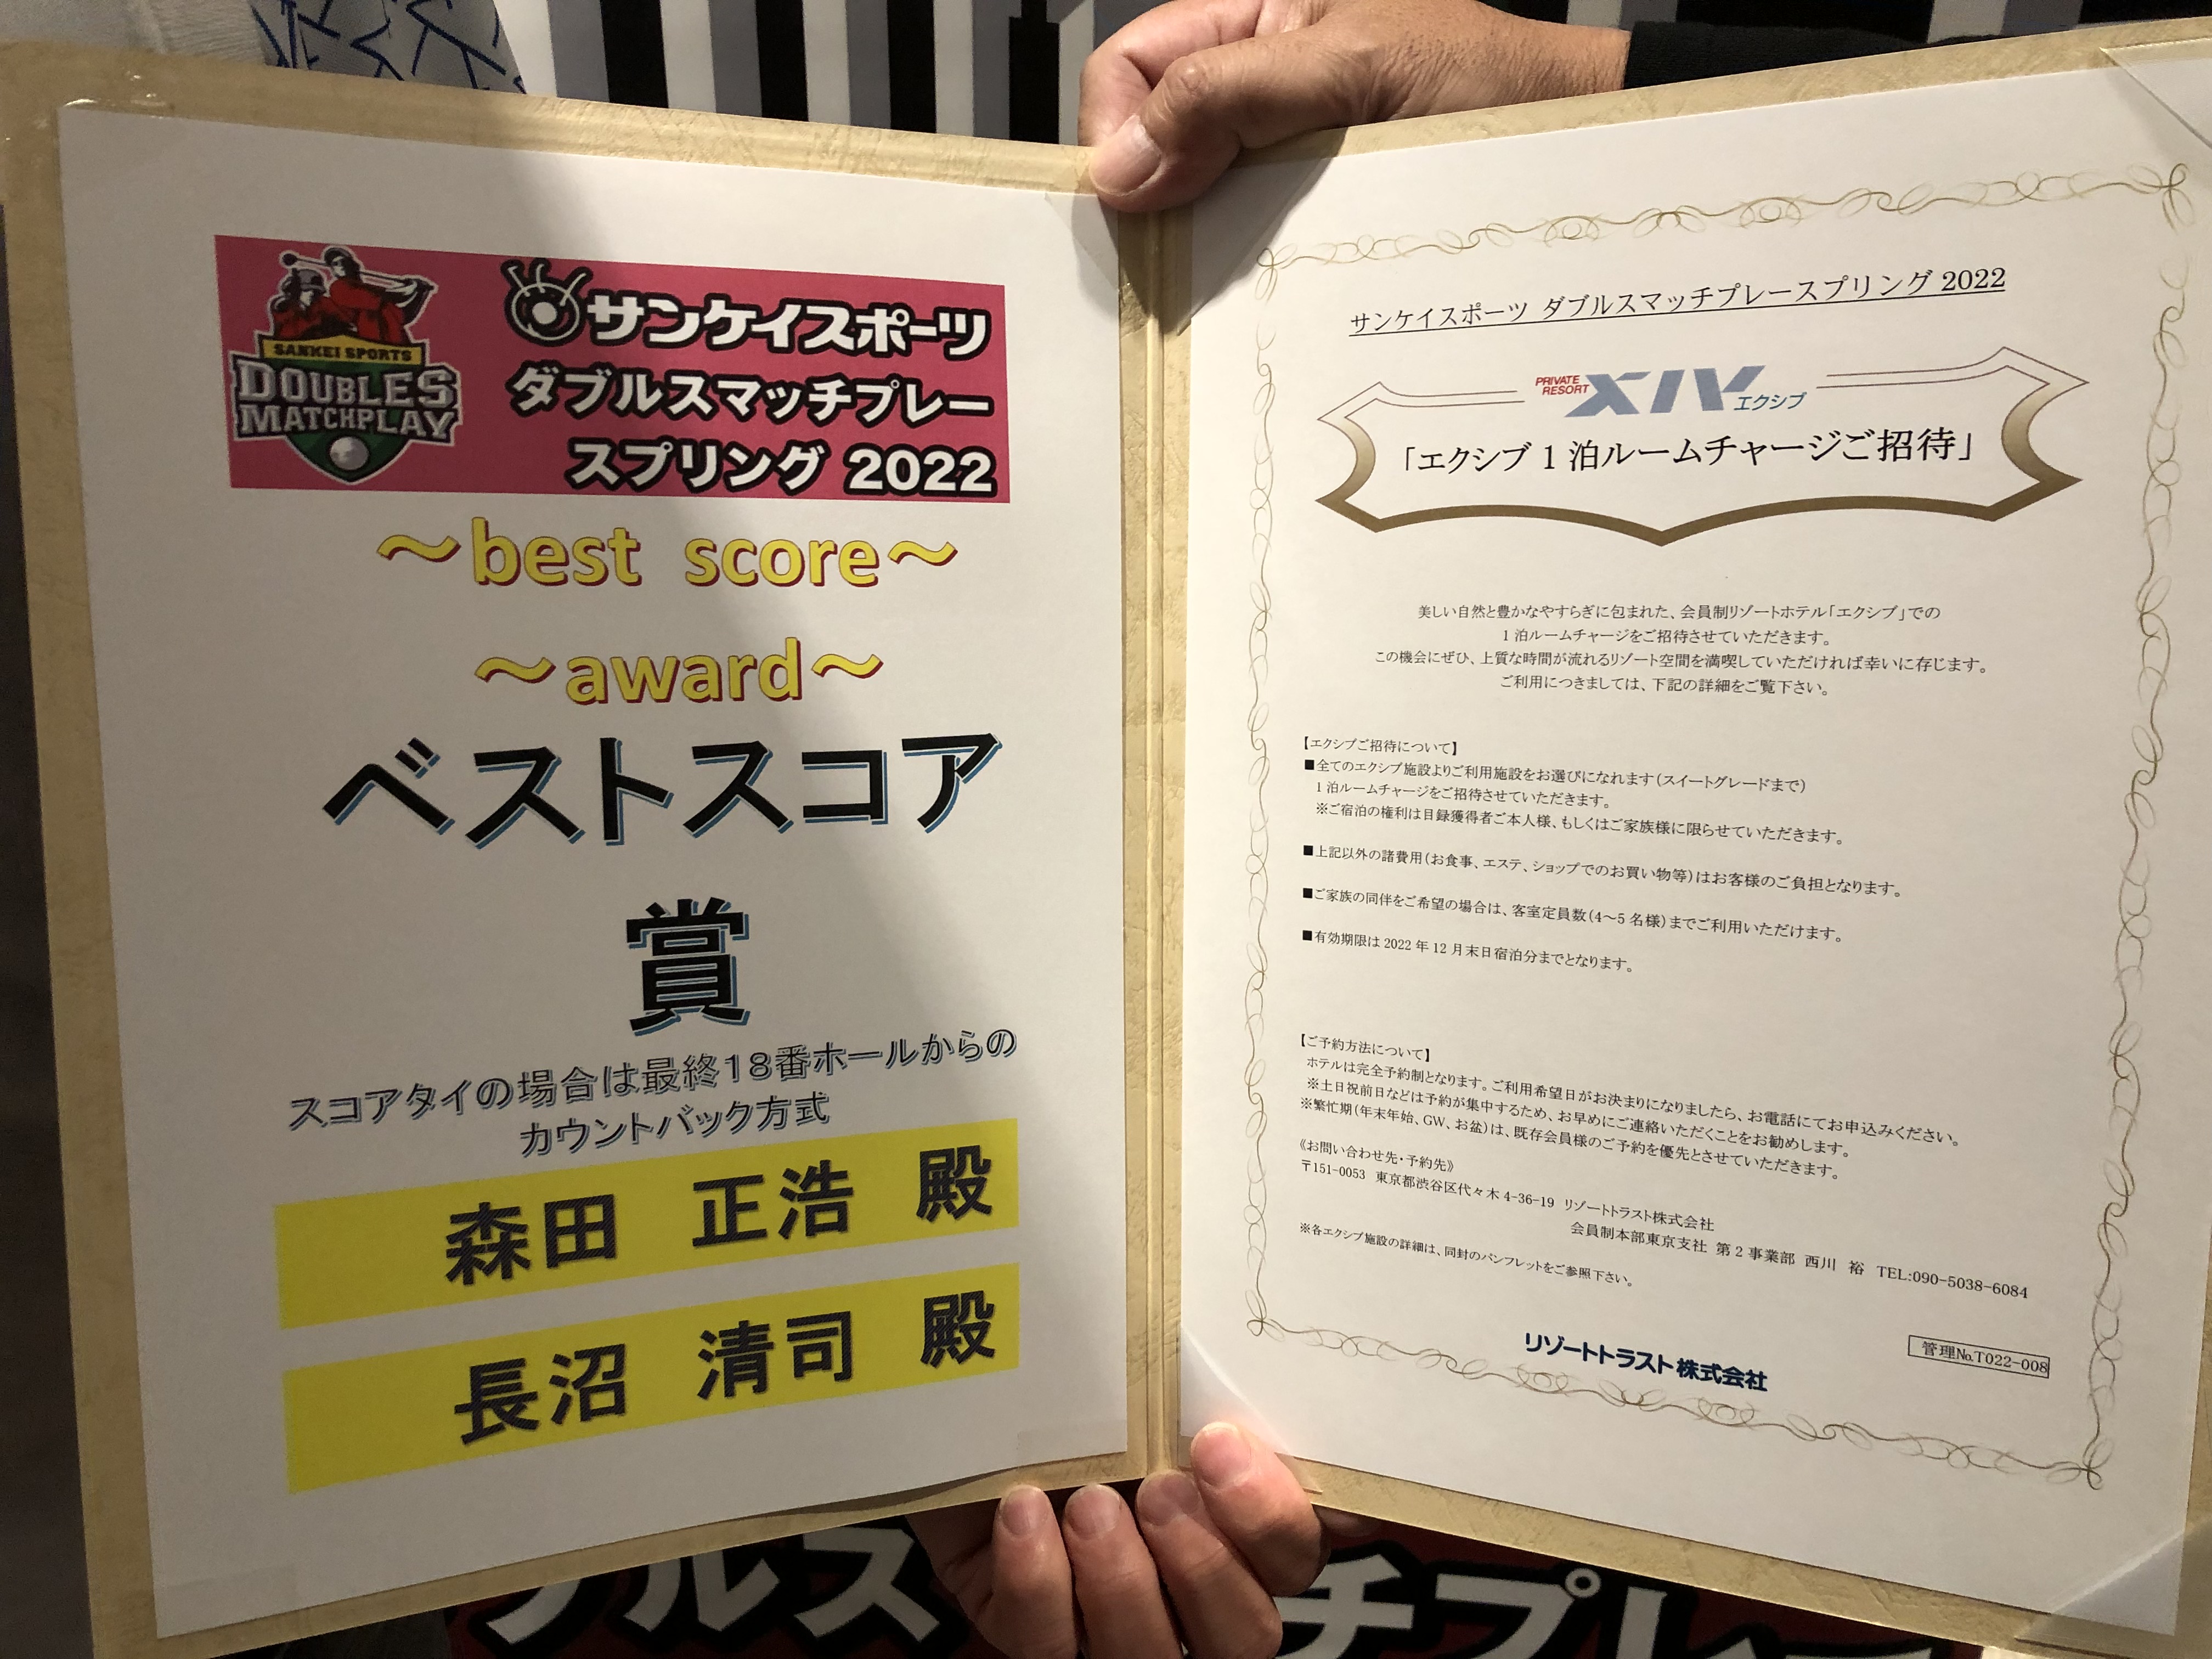 サンケイスポーツ
ダブルスマッチプレー
スプリング 2022
SANKEI SPORTS
DOUBLES
MATCHPLAY
～best score～
～award～
ベストスコア
賞
スコアタイの場合は最終18番ホールからの
カウントバック方式
森田 正浩 殿
長沼 清司 殿
サンケイスポーツ ダブルスマッチプレースプリング 2022
PRIVATE
RESORT
XIV
エクシブ
「エクシブ 1 泊ルームチャージご招待」
美しい自然と豊かなやすらぎに包まれた、会員制リゾートホテル「エクシブ」での
1 泊ルームチャージをご招待させていただきます。
この機会にぜひ、上質な時間が流れるリゾート空間を満喫していただければ幸いに存じます。
ご利用につきましては、下記の詳細をご覧下さい。
【エクシブご招待について】
■全てのエクシブ施設よりご利用施設をお選びになれます(スイートグレードまで)
1 泊ルームチャージをご招待させていただきます。
※ご宿泊の権利は目録獲得者ご本人様、もしくはご家族様に限らせていただきます。
■上記以外の諸費用(お食事、エステ、ショップでのお買い物等)はお客様のご負担となります。
■ご家族の同伴をご希望の場合は、客室定員数(4～5 名様)までご利用いただけます。
■有効期限は 2022 年 12 月末日宿泊分までとなります。
【ご予約方法について】
ホテルは完全予約制となります。ご利用希望日がお決まりになりましたら、お電話にてお申込みください。
※土日祝前日などは予約が集中するため、お早めにご連絡いただくことをお勧めします。
※繁忙期(年末年始、GW、お盆)は、既存会員様のご予約を優先とさせていただきます。
《お問い合わせ先・予約先》
〒151-0053 東京都渋谷区代々木 4-36-19 リゾートトラスト株式会社
会員制本部東京支社 第 2 事業部 西川 裕 TEL:090-5038-6084
※各エクシブ施設の詳細は、同封のパンフレットをご参照下さい。
リゾートトラスト株式会社
管理No.T022-008
ブルス チプレー